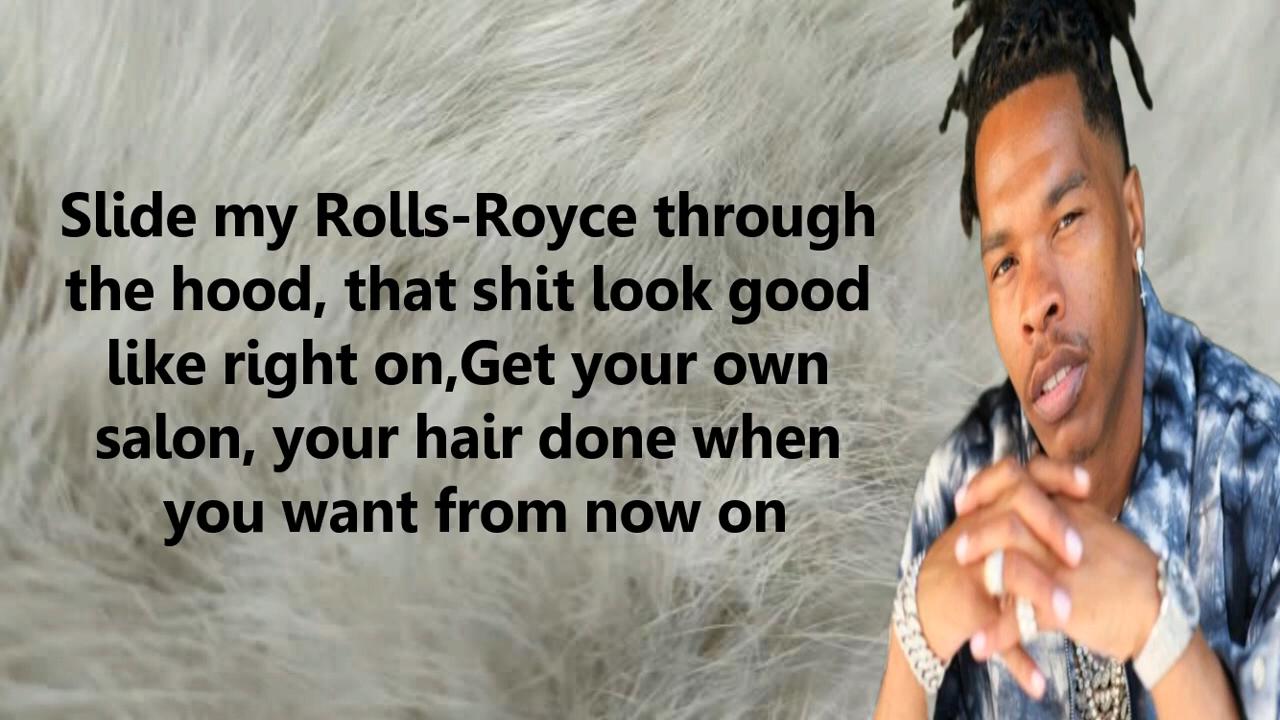 Slide my Rolls-Royce through
the hood, that shit look good
like right on,Get your own
salon, your hair done when
you want from now on